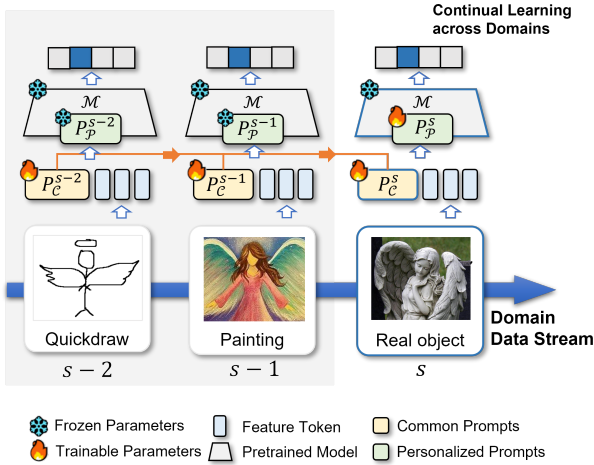 Continual Learning
across Domains
ℳ
ℳ
ℳ
P_𝒫^{s−2}
P_𝒫^{s−1}
P_𝒫^{s}
P_𝒞^{s−2}
P_𝒞^{s−1}
P_𝒞^{s}
Quickdraw
Painting
Real object
Domain
Data Stream
s − 2
s − 1
s
Frozen Parameters
Feature Token
Common Prompts
Trainable Parameters
Pretrained Model
Personalized Prompts